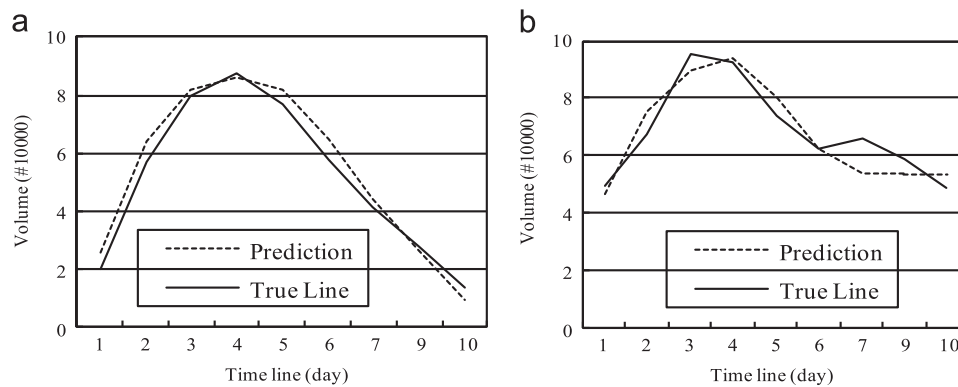 a
10
8
6
4
2
0
Volume (#10000)
Prediction
True Line
1 2 3 4 5 6 7 9 10
Time line (day)
b
10
8
6
4
2
0
Volume (#10000)
Prediction
True Line
1 2 3 4 5 6 7 9 10
Time line (day)